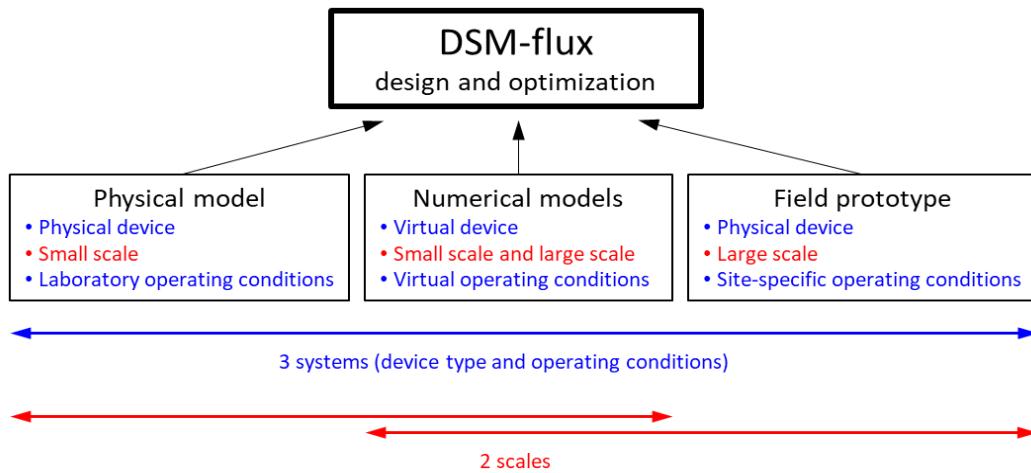 DSM-flux
design and optimization
Physical model
• Physical device
• Small scale
• Laboratory operating conditions
Numerical models
• Virtual device
• Small scale and large scale
• Virtual operating conditions
Field prototype
• Physical device
• Large scale
• Site-specific operating conditions
3 systems (device type and operating conditions)
2 scales